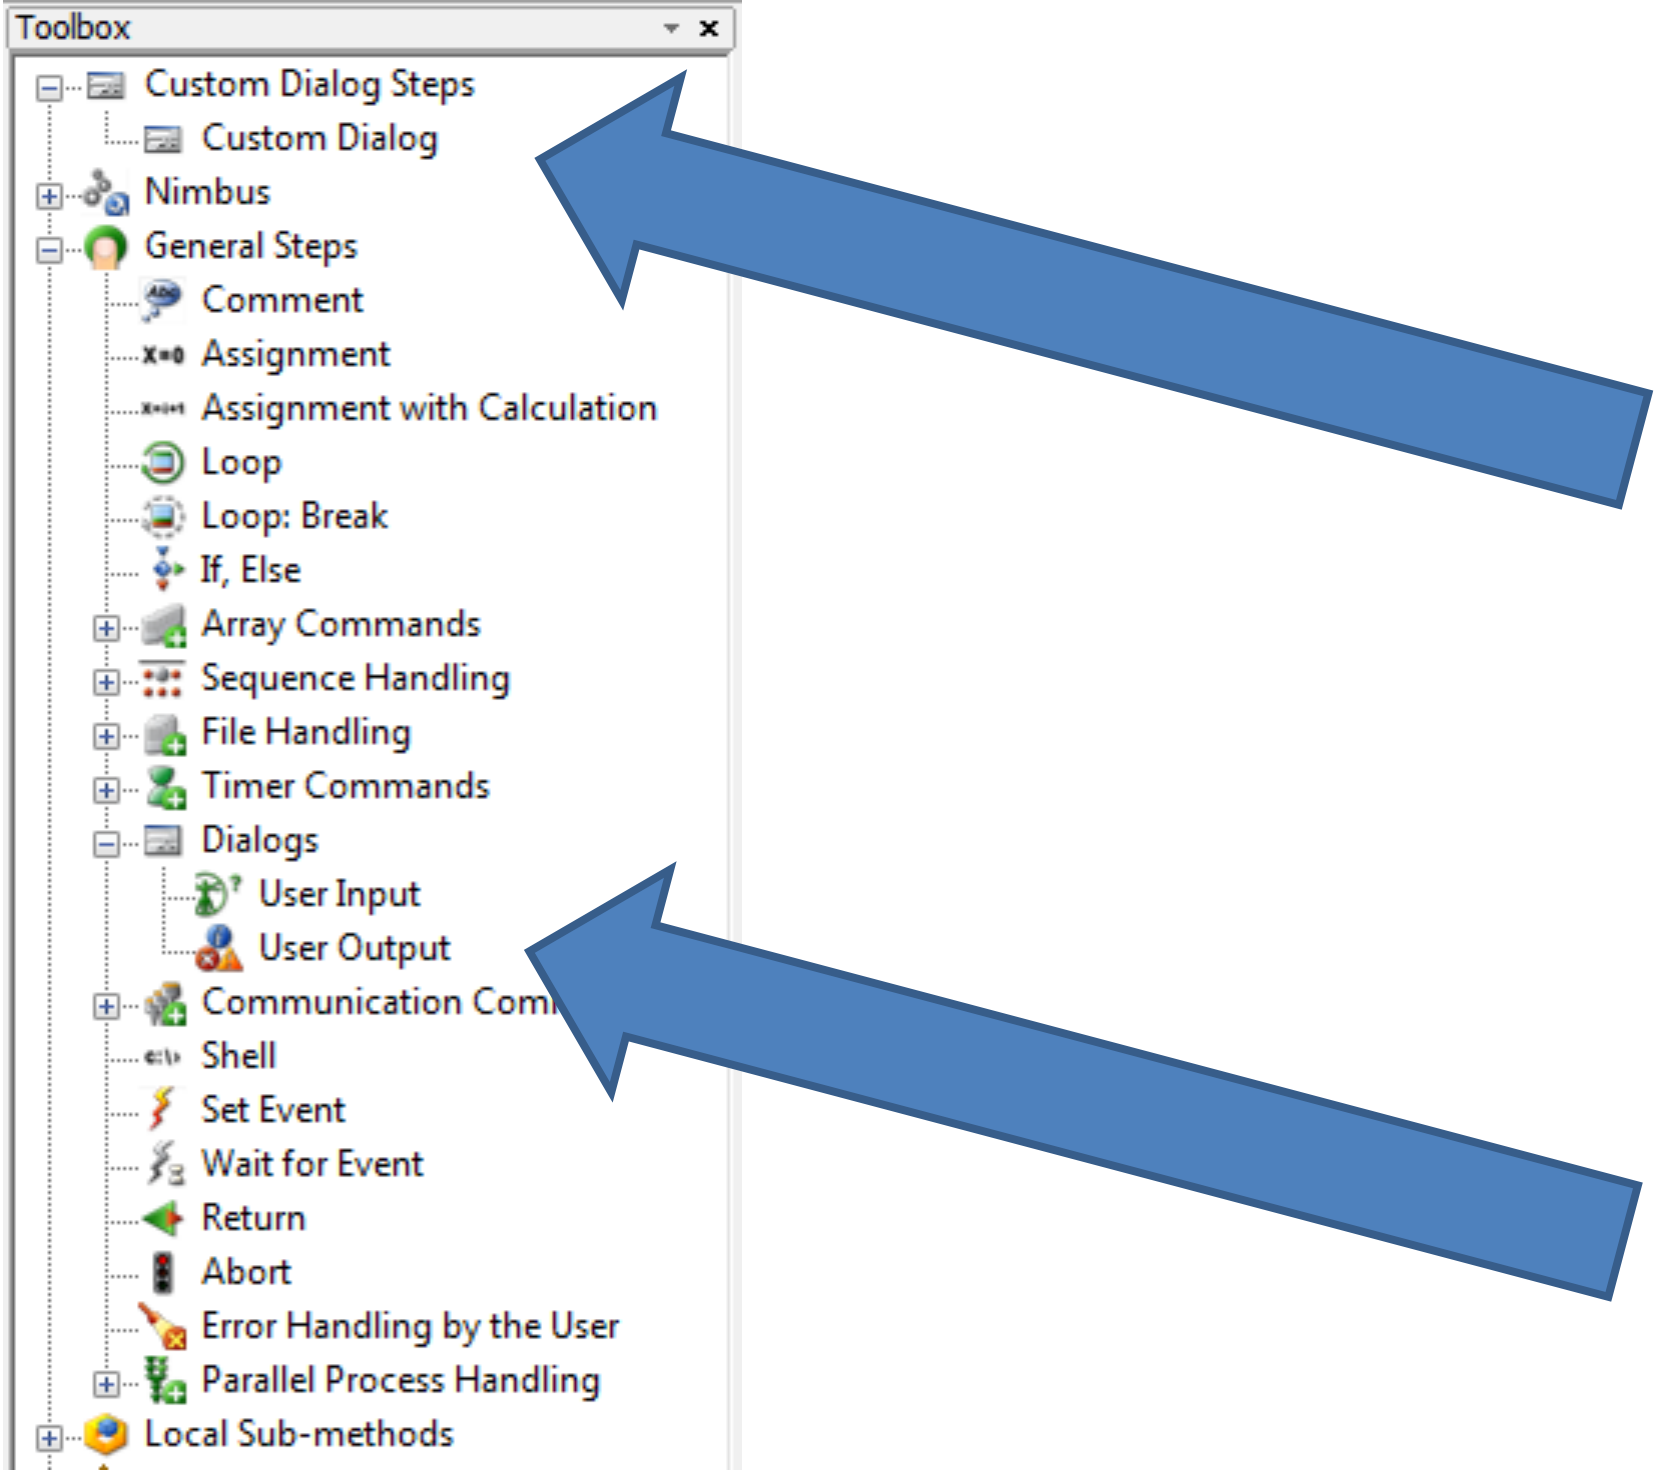 Toolbox
Custom Dialog Steps
Custom Dialog
Nimbus
General Steps
Comment
X=0 Assignment
Assignment with Calculation
Loop
Loop: Break
If, Else
Array Commands
Sequence Handling
File Handling
Timer Commands
Dialogs
User Input
User Output
Communication
Shell
Set Event
Wait for Event
Return
Abort
Error Handling by the User
Parallel Process Handling
Local Sub-methods